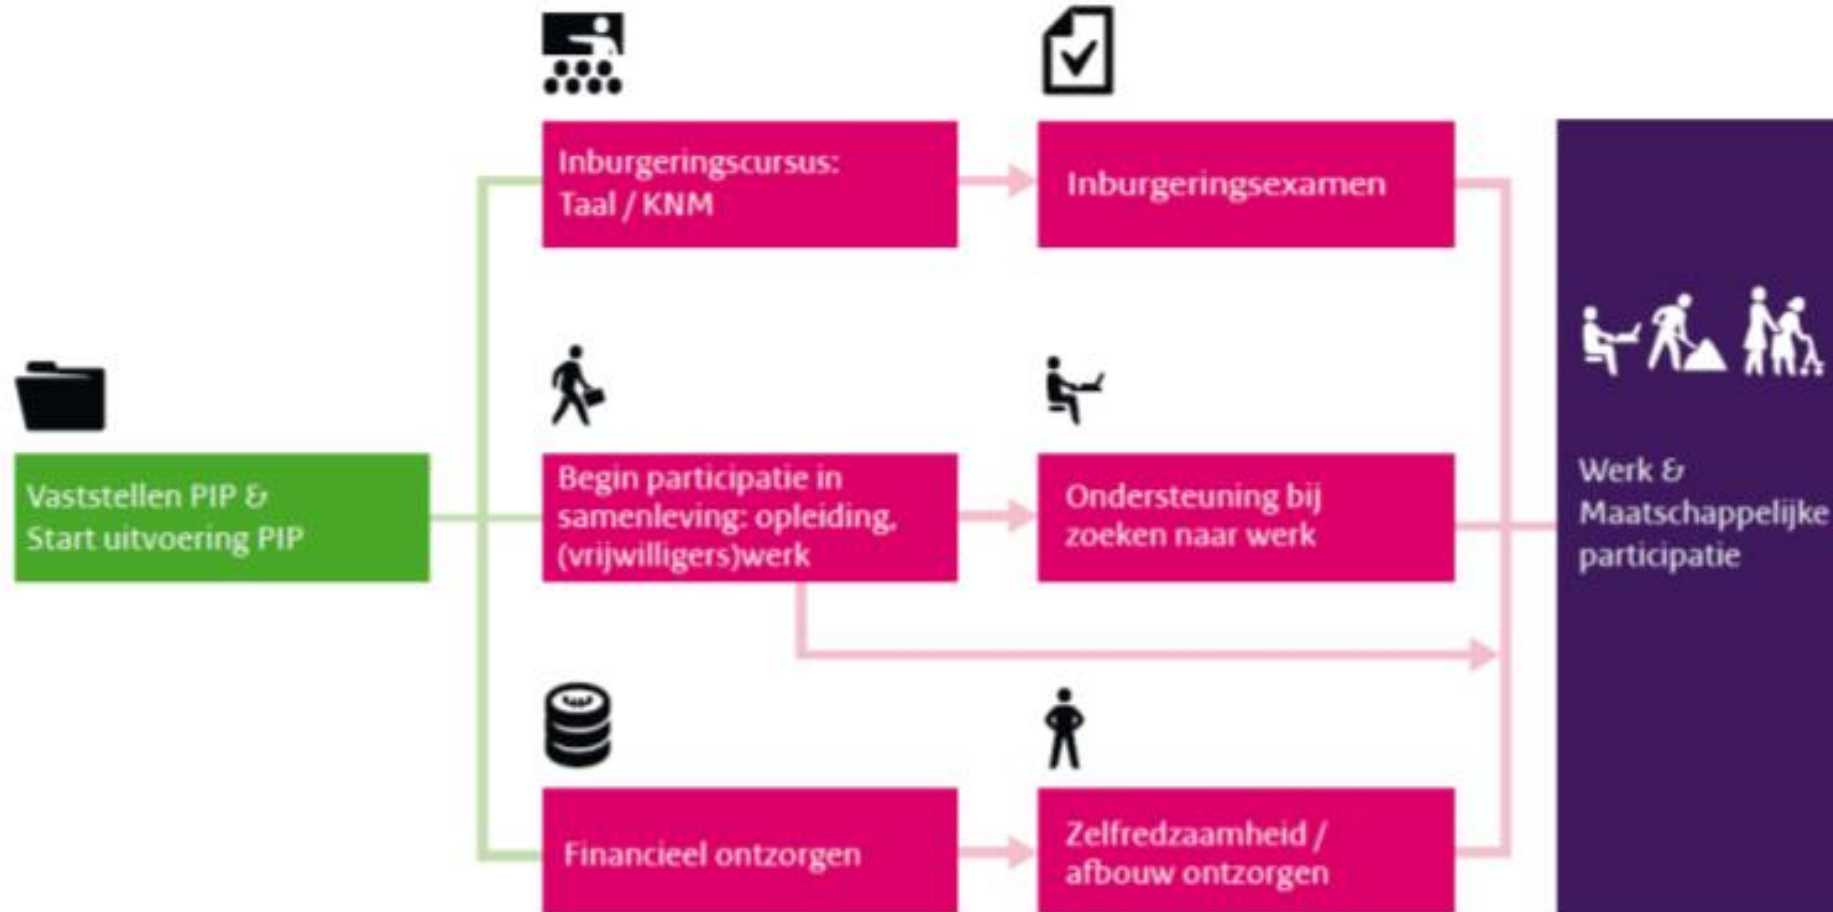 Inburgeringscursus:
Taal / KNM
Inburgeringsexamen
Vaststellen PIP &
Start uitvoering PIP
Begin participatie in
samenleving: opleiding,
(vrijwilligers)werk
Ondersteuning bij
zoeken naar werk
Werk &
Maatschappelijke
participatie
Financieel ontzorgen
Zelfredzaamheid /
afbouw ontzorgen